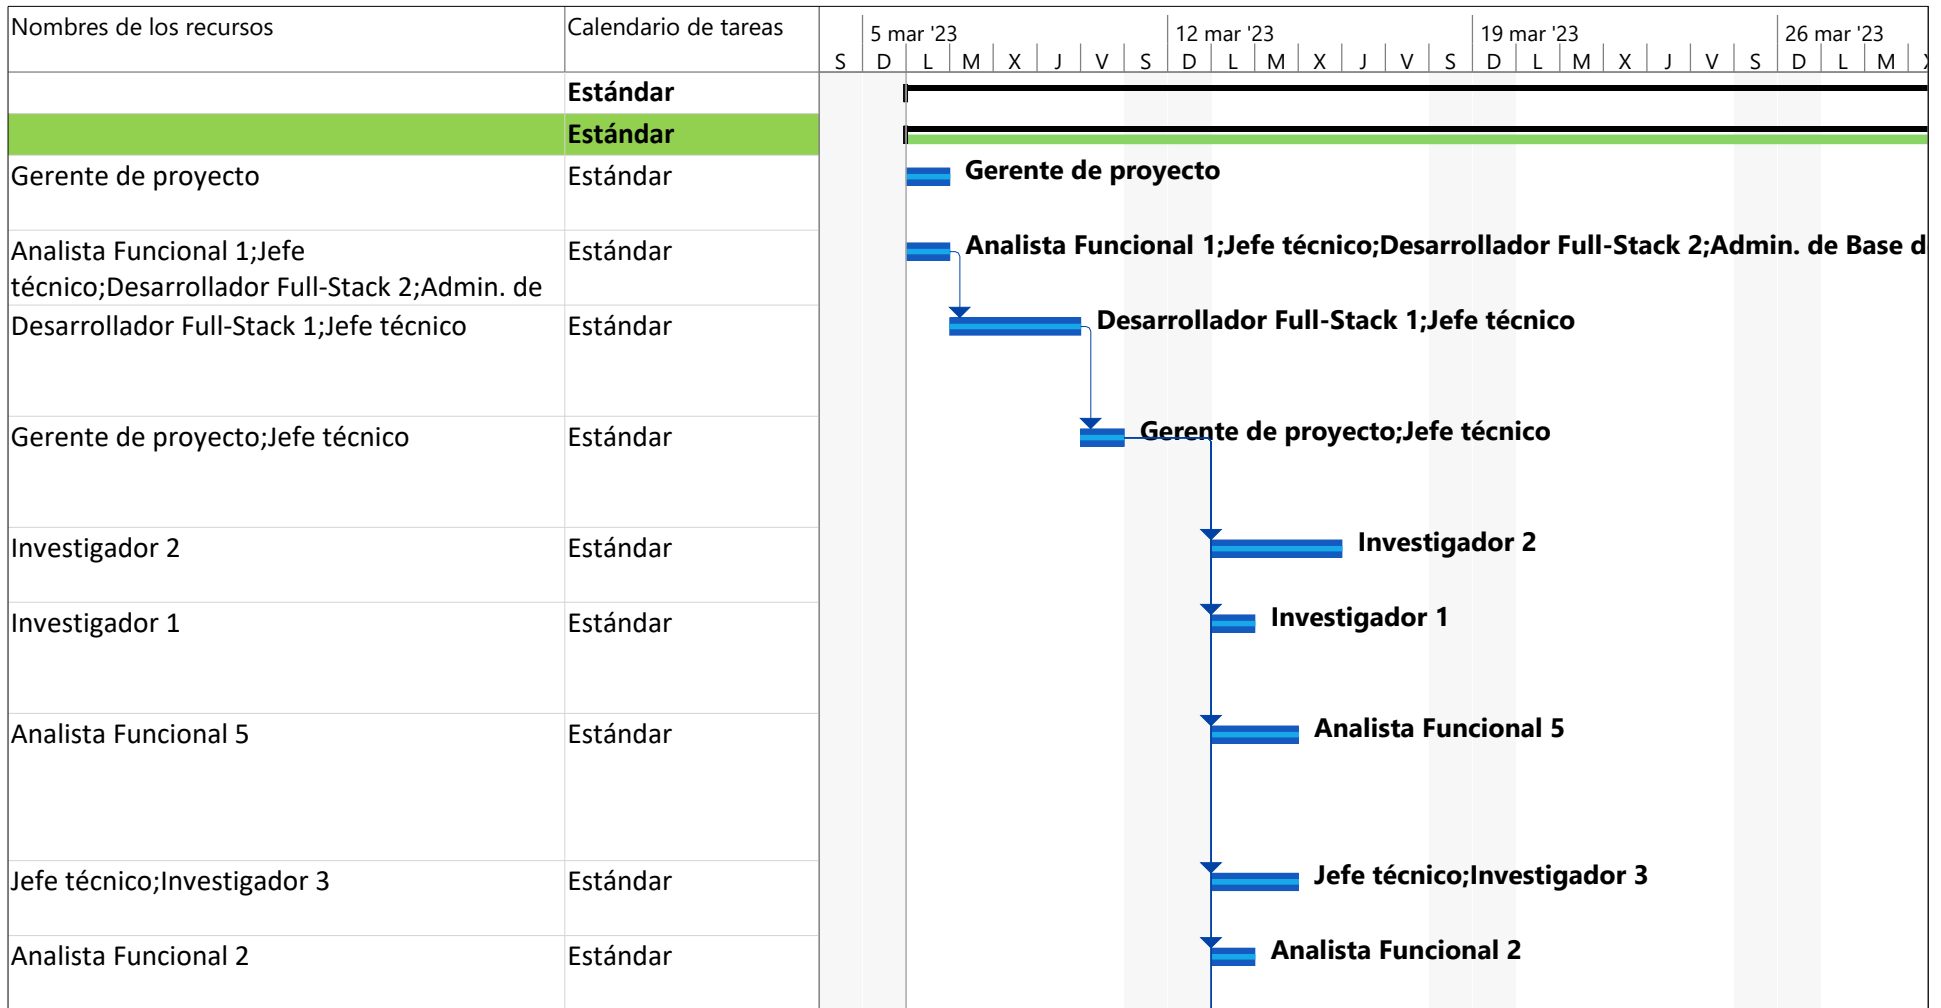 Nombres de los recursos
Calendario de tareas
5 mar '23
12 mar '23
19 mar '23
26 mar '23
S D L M X J V S D L M X J V S D L M X J V S D L M
Estándar
Estándar
Gerente de proyecto
Estándar
Gerente de proyecto
Analista Funcional 1;Jefe
técnico;Desarrollador Full-Stack 2;Admin. de
Estándar
Analista Funcional 1;Jefe técnico;Desarrollador Full-Stack 2;Admin. de Base d
Desarrollador Full-Stack 1;Jefe técnico
Estándar
Desarrollador Full-Stack 1;Jefe técnico
Gerente de proyecto;Jefe técnico
Estándar
Gerente de proyecto;Jefe técnico
Investigador 2
Estándar
Investigador 2
Investigador 1
Estándar
Investigador 1
Analista Funcional 5
Estándar
Analista Funcional 5
Jefe técnico;Investigador 3
Estándar
Jefe técnico;Investigador 3
Analista Funcional 2
Estándar
Analista Funcional 2